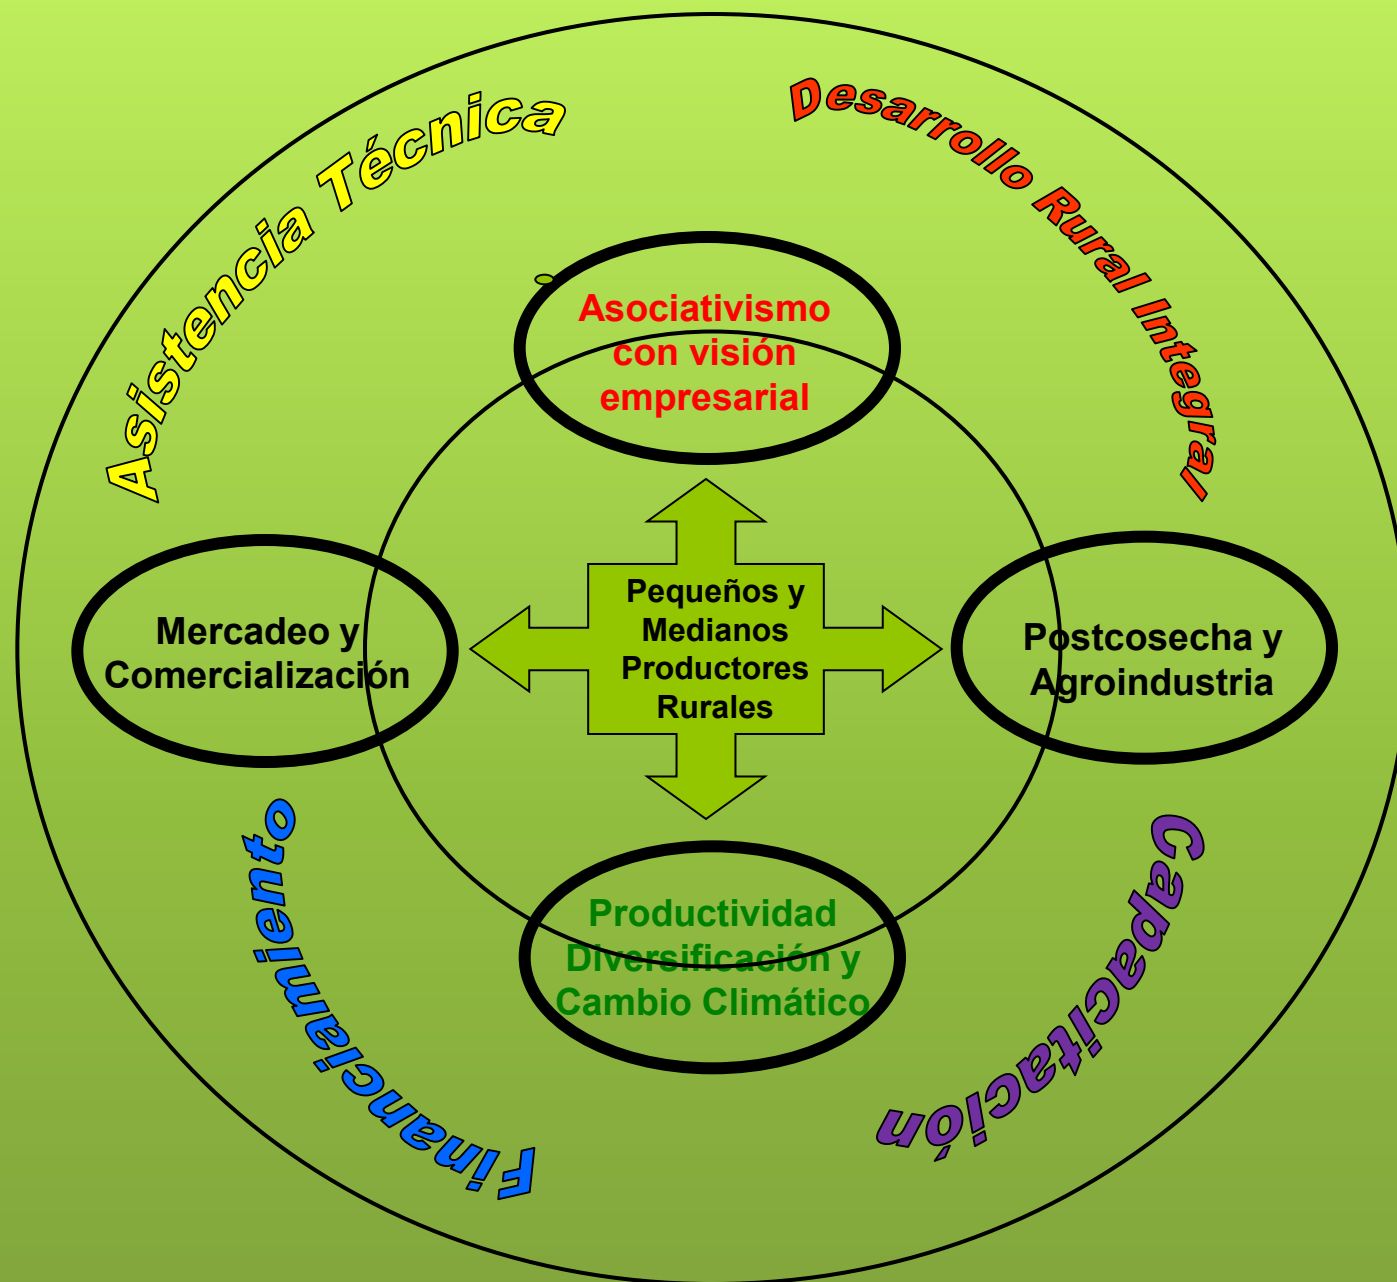 Asistencia Técnica
Desarrollo Rural Integral
Asociativismo
con visión
empresarial
Mercadeo y
Comercialización
Pequeños y
Medianos
Productores
Rurales
Postcosecha y
Agroindustria
Productividad
Diversificación y
Cambio Climático
Financiamiento
Capacitación